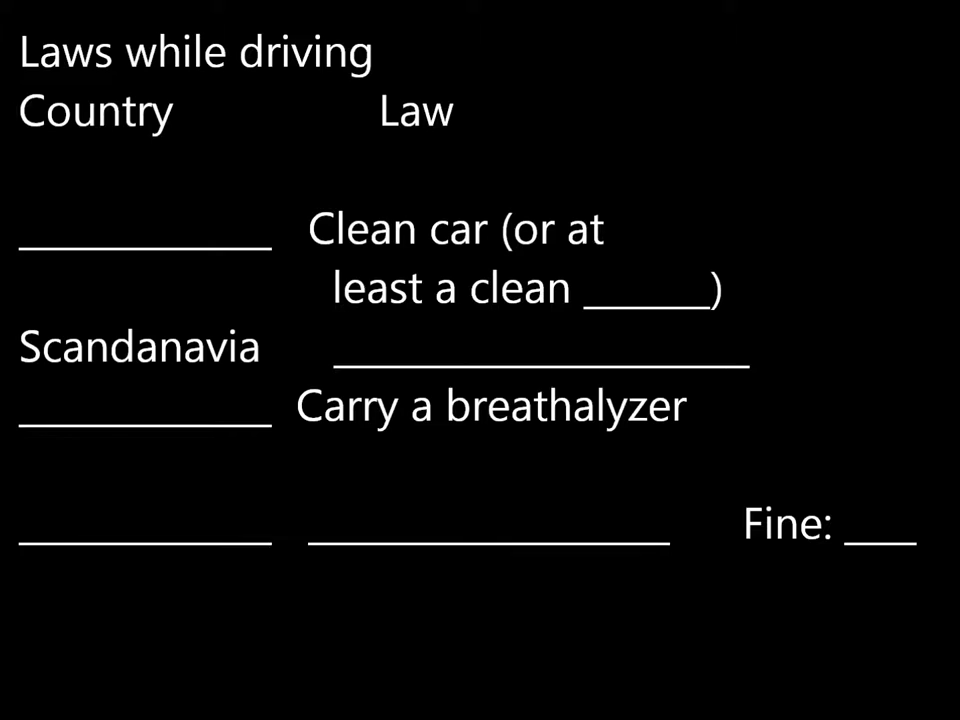 Laws while driving
Country Law
____________ Clean car (or at
least a clean ______)
Scandanavia ____________________
____________ Carry a breathalyzer
____________ _________________ Fine: ____